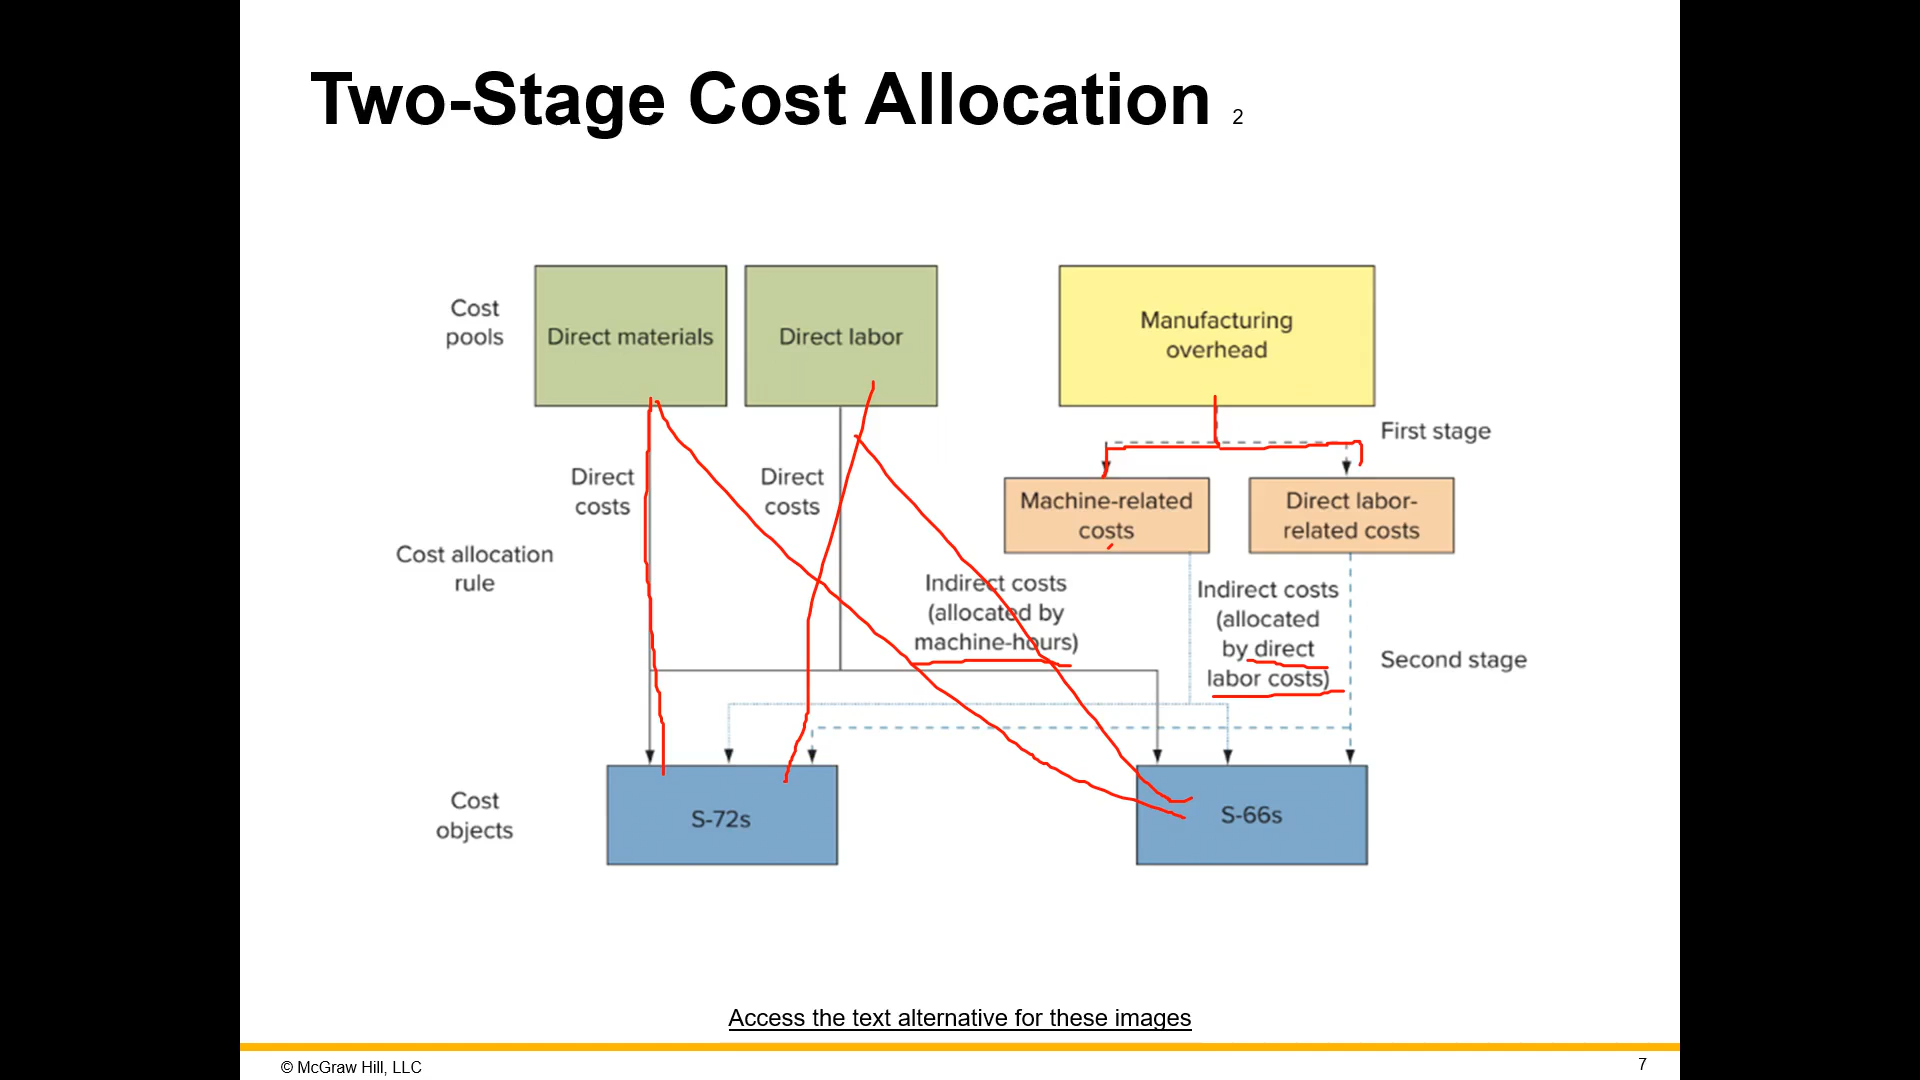 Two-Stage Cost Allocation 2
Cost
pools
Direct materials
Direct labor
Manufacturing
overhead
First stage
Direct
costs
Direct
costs
Machine-related
costs
Direct labor-
related costs
Cost allocation
rule
Indirect costs
(allocated by
machine-hours)
Indirect costs
(allocated
by direct
labor costs)
Second stage
Cost
objects
S-72s
S-66s
Access the text alternative for these images
© McGraw Hill, LLC
7